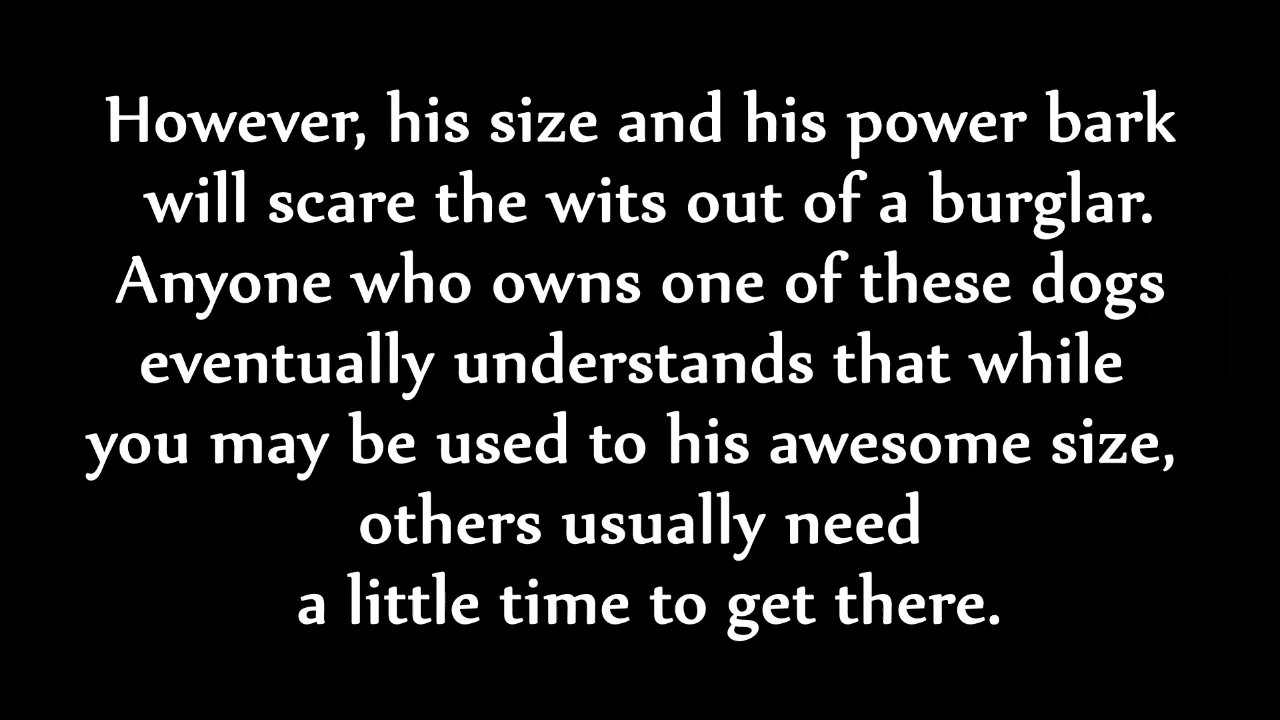 However, his size and his power bark
will scare the wits out of a burglar.
Anyone who owns one of these dogs
eventually understands that while
you may be used to his awesome size,
others usually need
a little time to get there.